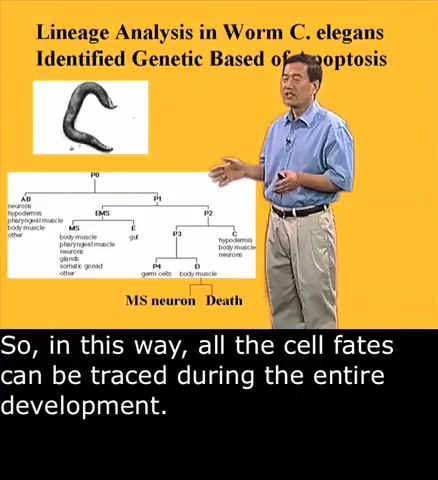 Lineage Analysis in Worm C. elegans
Identified Genetic Based of Apoptosis
P0
AB
neurons
hypodermis
pharyngeal muscle
body muscle
other
P1
EMS
P2
MS
body muscle
pharyngeal muscle
neurons
glands
somatic gonad
other
E
gut
P3
C
hypodermis
body muscle
neurons
P4
germ cells
D
body muscle
MS neuron Death
So, in this way, all the cell fates
can be traced during the entire
development.